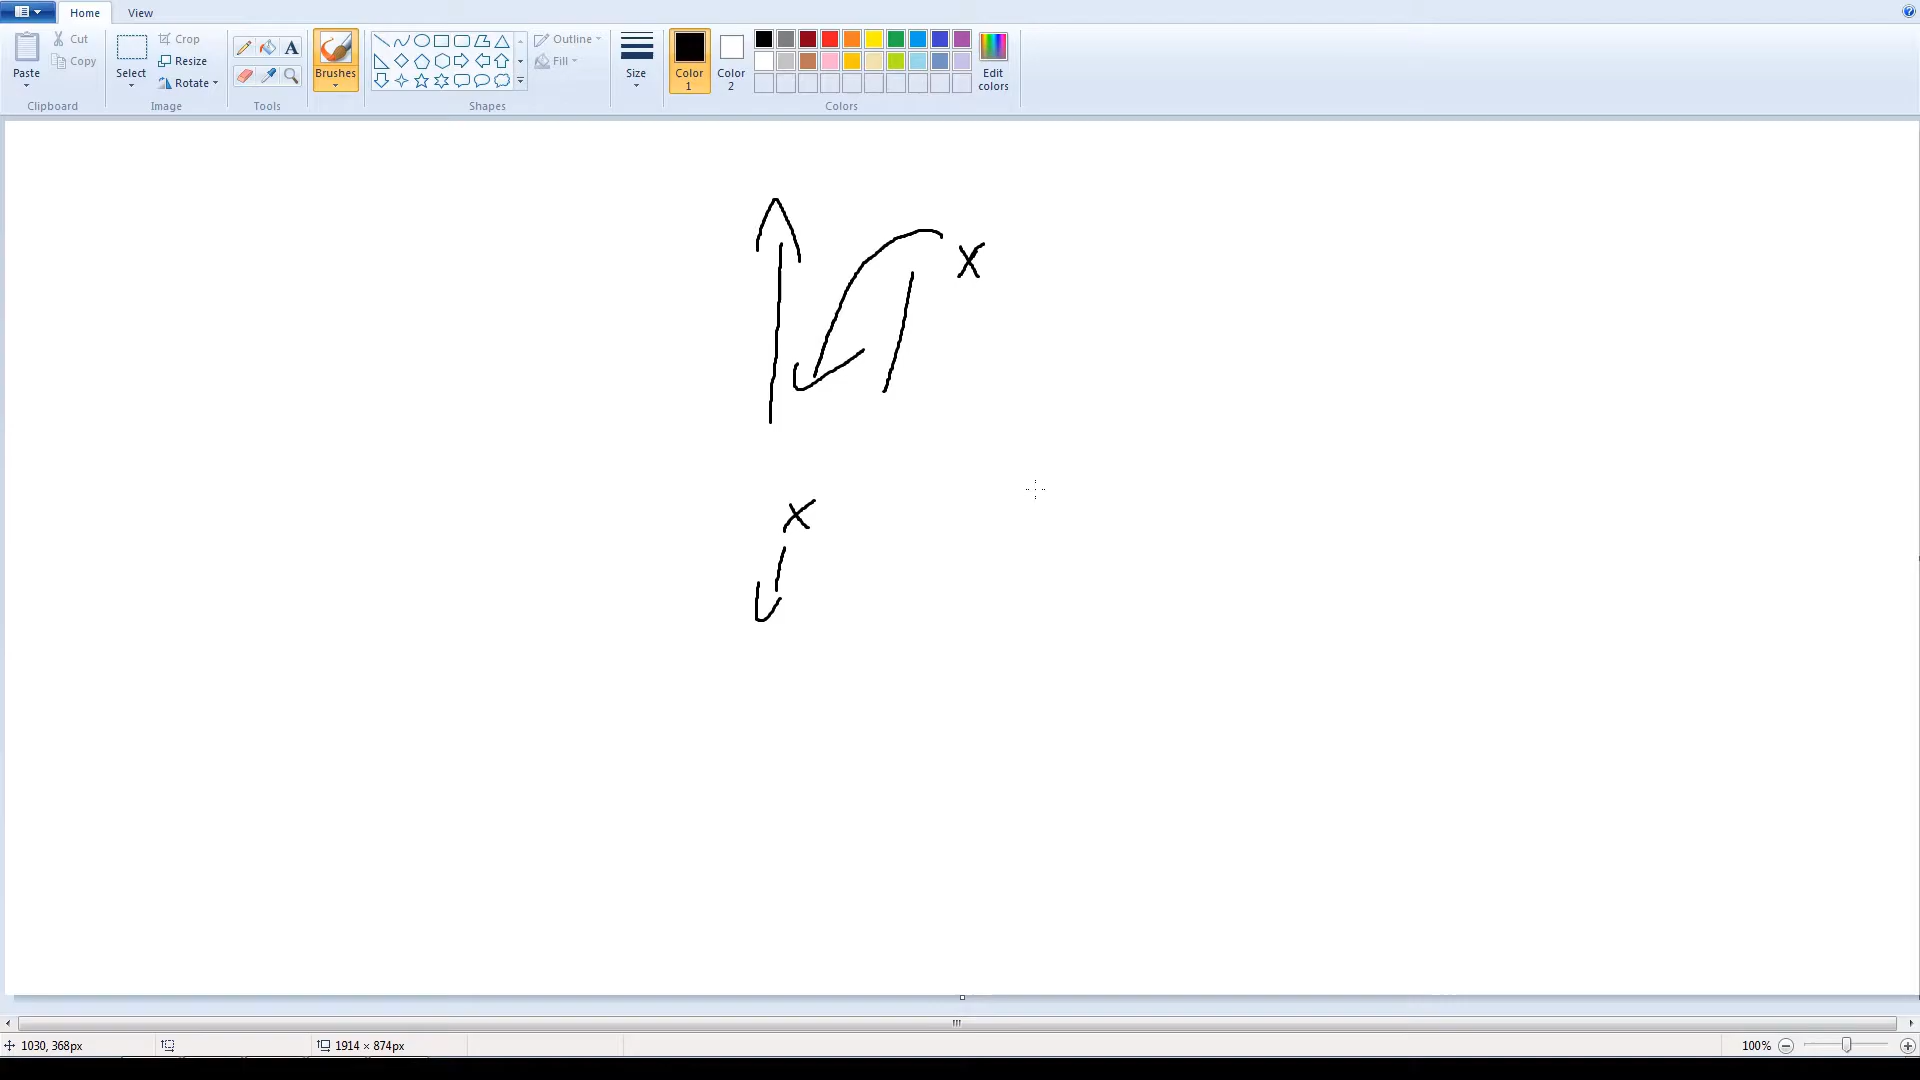 Home View
Paste
Cut
Copy
Clipboard
Select
Crop
Resize
Rotate
Image
A
Tools
Brushes
Outline
Fill
Shapes
Size
Color 1
Color 2
Edit colors
Colors
X
X
1030, 368px
1914 × 874px
100%